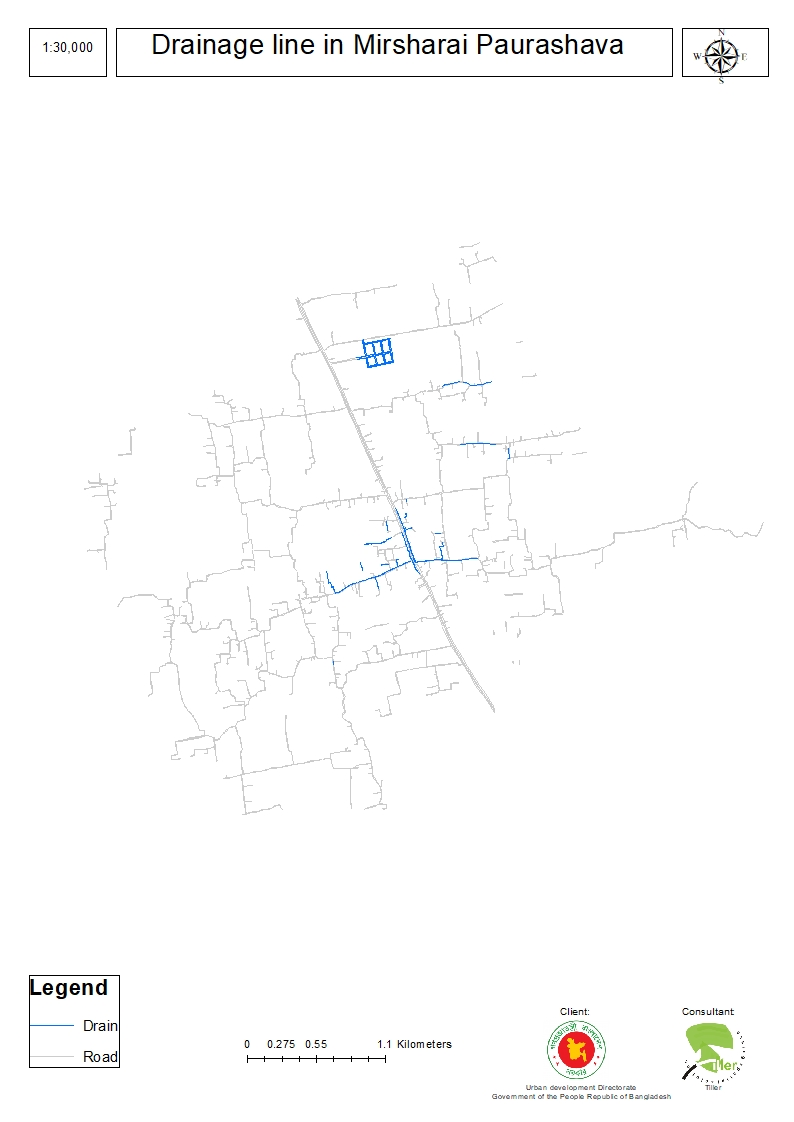 1:30,000
Drainage line in Mirsharai Paurashava
N
W E
S
Legend
Drain
Road
0 0.275 0.55 1.1 Kilometers
Client:
Consultant:
Tiller
Tiller
Urban development Directorate
Government of the People Republic of Bangladesh